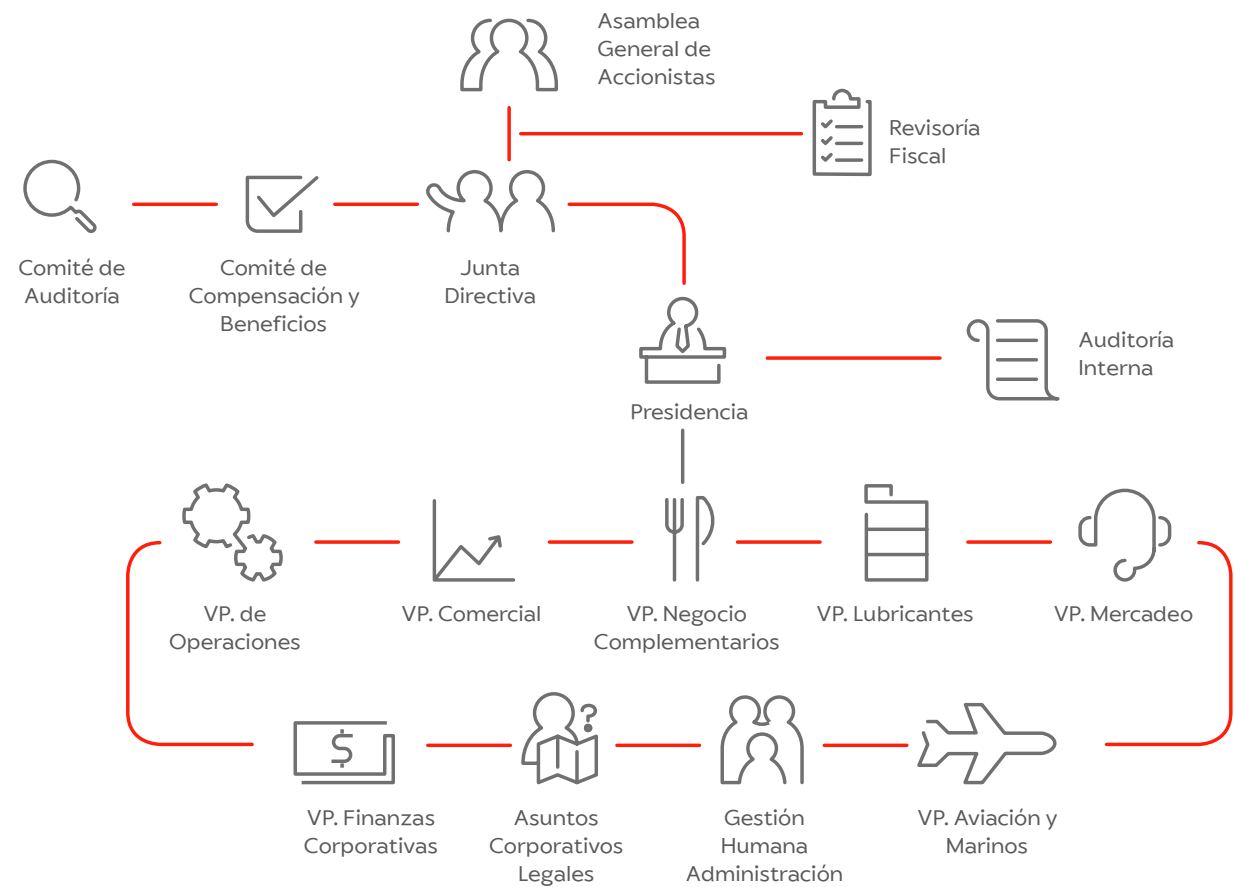 Asamblea
General de
Accionistas
Revisoría
Fiscal
Comité de
Auditoría
Comité de
Compensación y
Beneficios
Junta
Directiva
Auditoría
Interna
Presidencia
VP. de
Operaciones
VP. Comercial
VP. Negocio
Complementarios
VP. Lubricantes
VP. Mercadeo
$
?
VP. Finanzas
Corporativas
Asuntos
Corporativos
Legales
Gestión
Humana
Administración
VP. Aviación y
Marinos